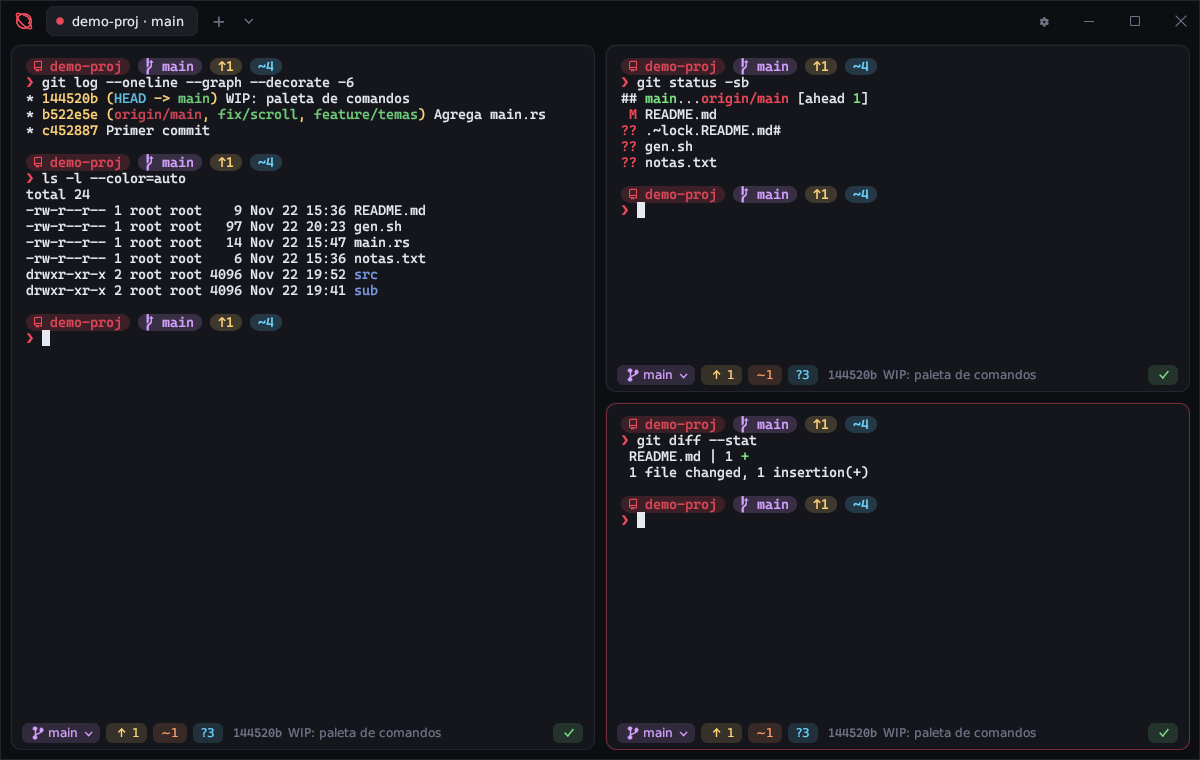 demo-proj · main
demo-proj main ↑1 ~4
❯ git log --oneline --graph --decorate -6
* 144520b (HEAD -> main) WIP: paleta de comandos
* b522e5e (origin/main, fix/scroll, feature/temas) Agrega main.rs
* c452887 Primer commit
demo-proj main ↑1 ~4
❯ ls -l --color=auto
total 24
-rw-r--r-- 1 root root    9 Nov 22 15:36 README.md
-rw-r--r-- 1 root root   97 Nov 22 20:23 gen.sh
-rw-r--r-- 1 root root   14 Nov 22 15:47 main.rs
-rw-r--r-- 1 root root    6 Nov 22 15:36 notas.txt
drwxr-xr-x 2 root root 4096 Nov 22 19:52 src
drwxr-xr-x 2 root root 4096 Nov 22 19:41 sub
demo-proj main ↑1 ~4
❯
main ↑ 1 ~1 ?3 144520b WIP: paleta de comandos ✓
demo-proj main ↑1 ~4
❯ git status -sb
## main...origin/main [ahead 1]
 M README.md
?? .~lock.README.md#
?? gen.sh
?? notas.txt
demo-proj main ↑1 ~4
❯
main ↑ 1 ~1 ?3 144520b WIP: paleta de comandos ✓
demo-proj main ↑1 ~4
❯ git diff --stat
 README.md | 1 +
 1 file changed, 1 insertion(+)
demo-proj main ↑1 ~4
❯
main ↑ 1 ~1 ?3 144520b WIP: paleta de comandos ✓